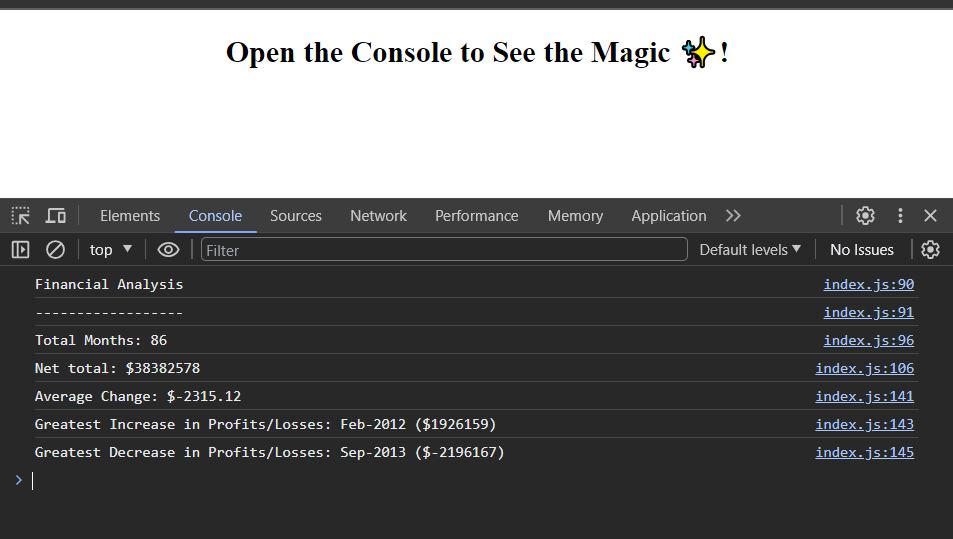 Open the Console to See the Magic ✨!
Elements Console Sources Network Performance Memory Application
top Filter Default levels No Issues
Financial Analysis index.js:90
------------------ index.js:91
Total Months: 86 index.js:96
Net total: $38382578 index.js:106
Average Change: $-2315.12 index.js:141
Greatest Increase in Profits/Losses: Feb-2012 ($1926159) index.js:143
Greatest Decrease in Profits/Losses: Sep-2013 ($-2196167) index.js:145